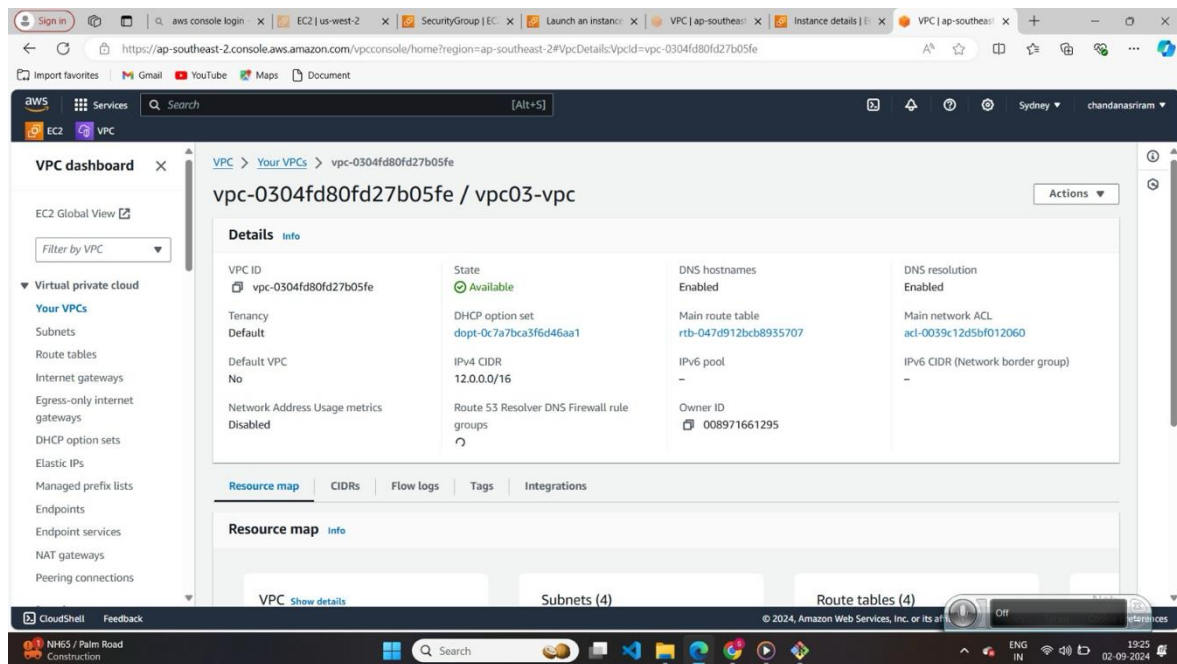 Sign in
aws console login -
EC2 | us-west-2
SecurityGroup | EC
Launch an instance
VPC | ap-southeast
Instance details | E
VPC | ap-southeast
https://ap-southeast-2.console.aws.amazon.com/vpcconsole/home?region=ap-southeast-2#VpcDetails:VpcId=vpc-0304fd80fd27b05fe
Import favorites
Gmail
YouTube
Maps
Document
aws
Services
Search
[Alt+S]
Sydney
chandanasriram
EC2
VPC
VPC dashboard
EC2 Global View
Filter by VPC
Virtual private cloud
Your VPCs
Subnets
Route tables
Internet gateways
Egress-only internet
gateways
DHCP option sets
Elastic IPs
Managed prefix lists
Endpoints
Endpoint services
NAT gateways
Peering connections
VPC > Your VPCs > vpc-0304fd80fd27b05fe
vpc-0304fd80fd27b05fe / vpc03-vpc
Actions
Details Info
VPC ID
vpc-0304fd80fd27b05fe
State
Available
DNS hostnames
Enabled
DNS resolution
Enabled
Tenancy
Default
DHCP option set
dopt-0c7a7bca3f6d46aa1
Main route table
rtb-047d912bcb8935707
Main network ACL
acl-0039c12d5bf012060
Default VPC
No
IPv4 CIDR
12.0.0.0/16
IPv6 pool
–
IPv6 CIDR (Network border group)
–
Network Address Usage metrics
Disabled
Route 53 Resolver DNS Firewall rule
groups
Owner ID
008971661295
Resource map
CIDRs
Flow logs
Tags
Integrations
Resource map Info
VPC Show details
Subnets (4)
Route tables (4)
CloudShell
Feedback
© 2024, Amazon Web Services, Inc. or its af
Off
NH65 / Palm Road
Construction
Search
ENG
IN
19:25
02-09-2024